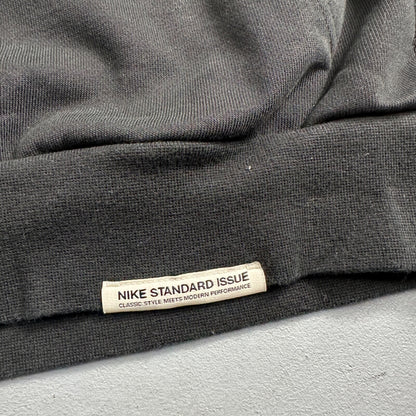 NIKE STANDARD ISSUE
CLASSIC STYLE MEETS MODERN PERFORMANCE